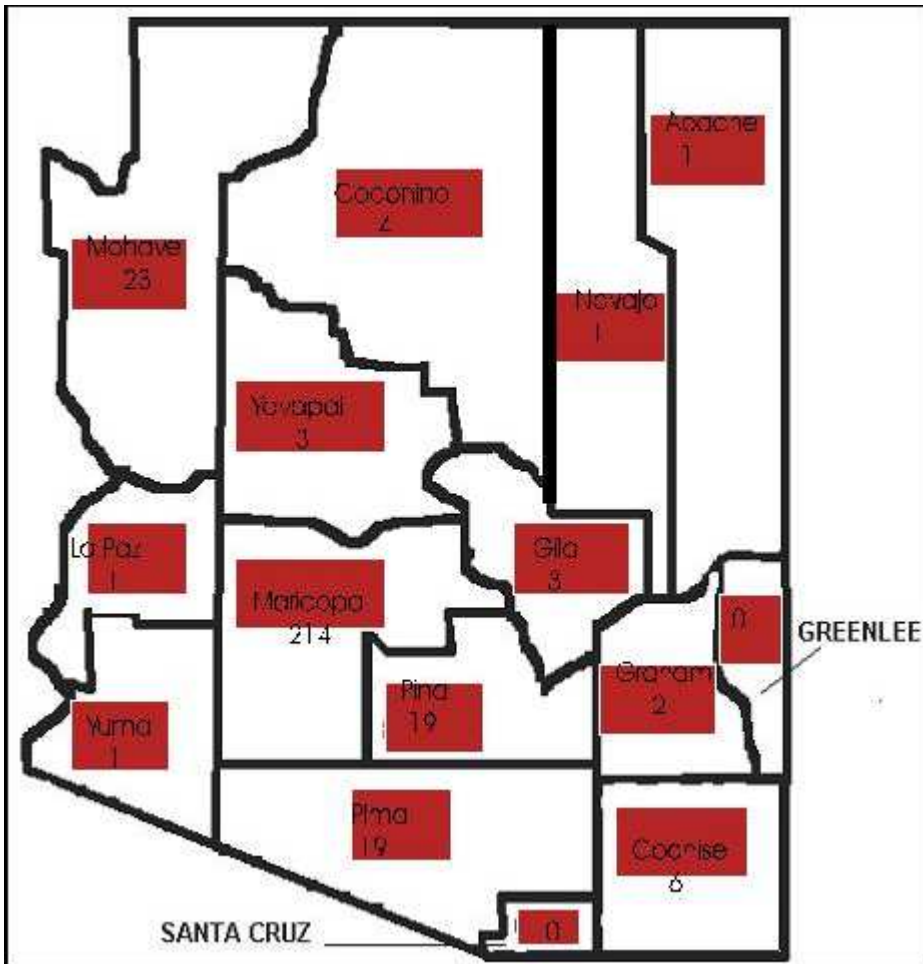 Apache
1
Coconino
4
Mohave
23
Navajo
1
Yavapai
3
La Paz
1
Gila
3
Maricopa
214
0
GREENLEE
Graham
2
Pina
19
Yuma
1
Pima
19
Cochise
6
SANTA CRUZ
0